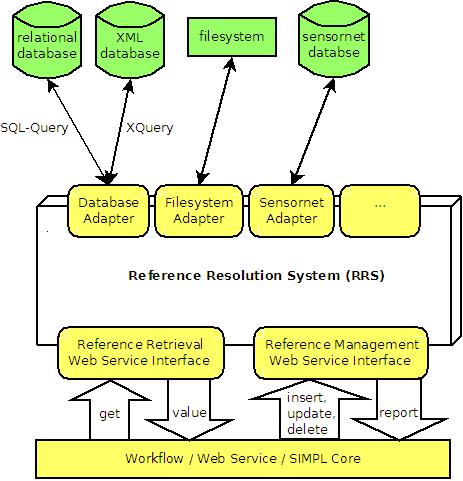 relational
database
XML
database
filesystem
sensornet
databse
SQL-Query
XQuery
Database
Adapter
Filesystem
Adapter
Sensornet
Adapter
...
Reference Resolution System (RRS)
Reference Retrieval
Web Service Interface
Reference Management
Web Service Interface
get
value
insert,
update,
delete
report
Workflow / Web Service / SIMPL Core